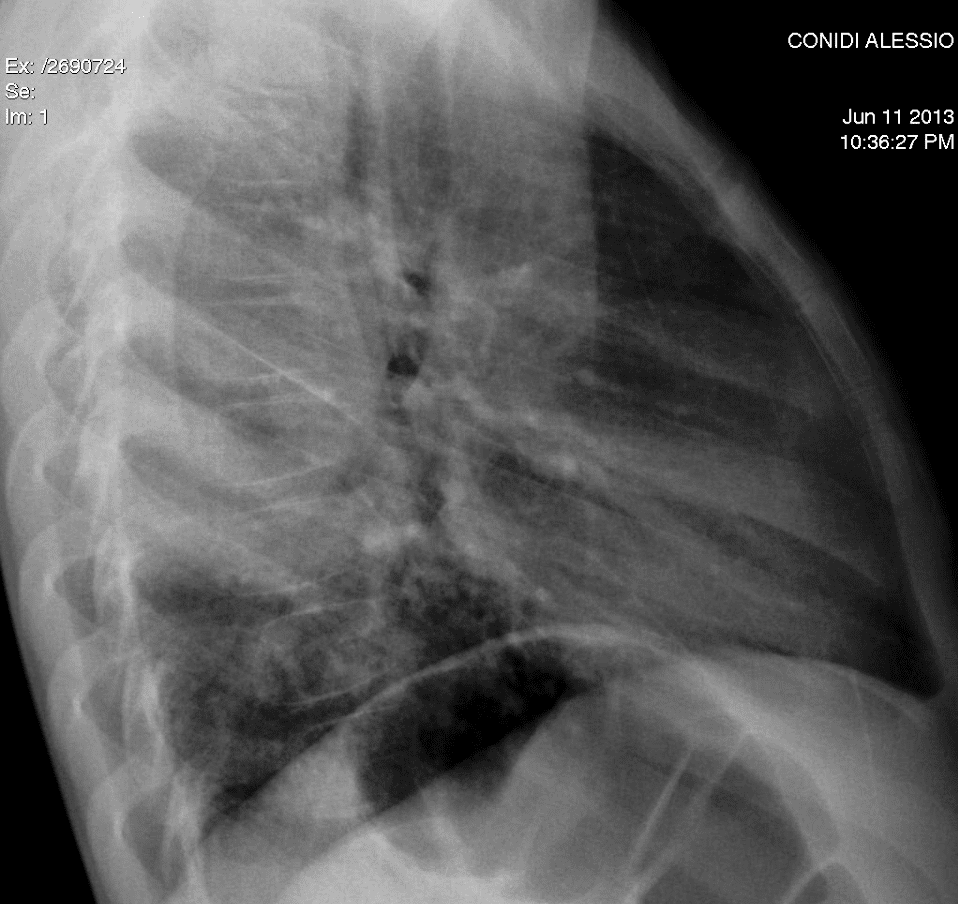 Ex: /2690724
Se:
Im: 1
CONIDI ALESSIO
Jun 11 2013
10:36:27 PM